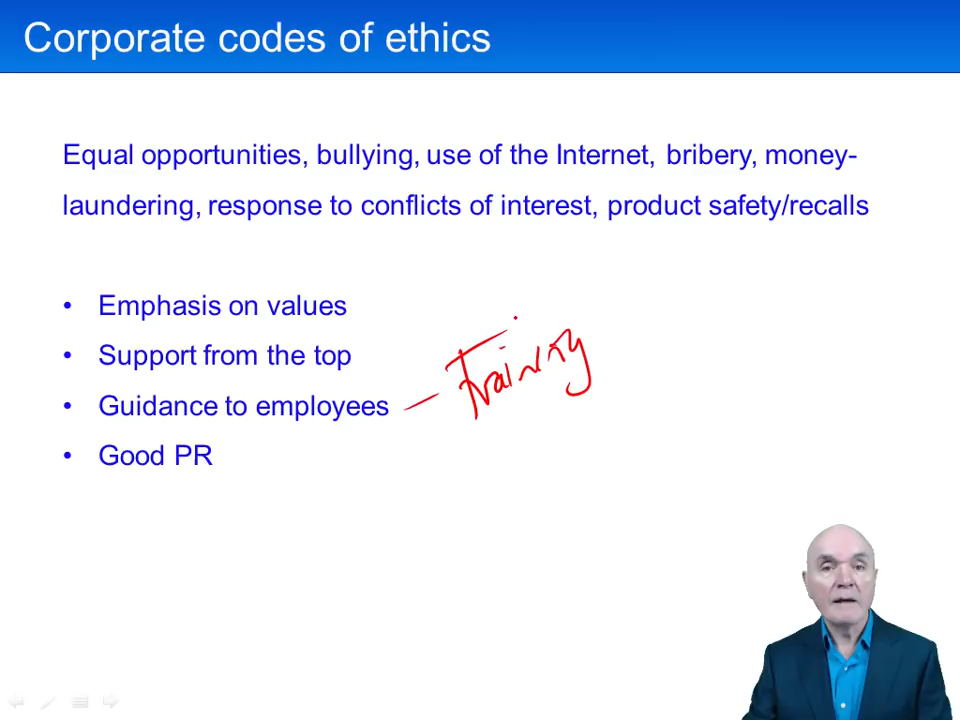 Corporate codes of ethics
Equal opportunities, bullying, use of the Internet, bribery, money-
laundering, response to conflicts of interest, product safety/recalls
• Emphasis on values
• Support from the top
• Guidance to employees – Training
• Good PR